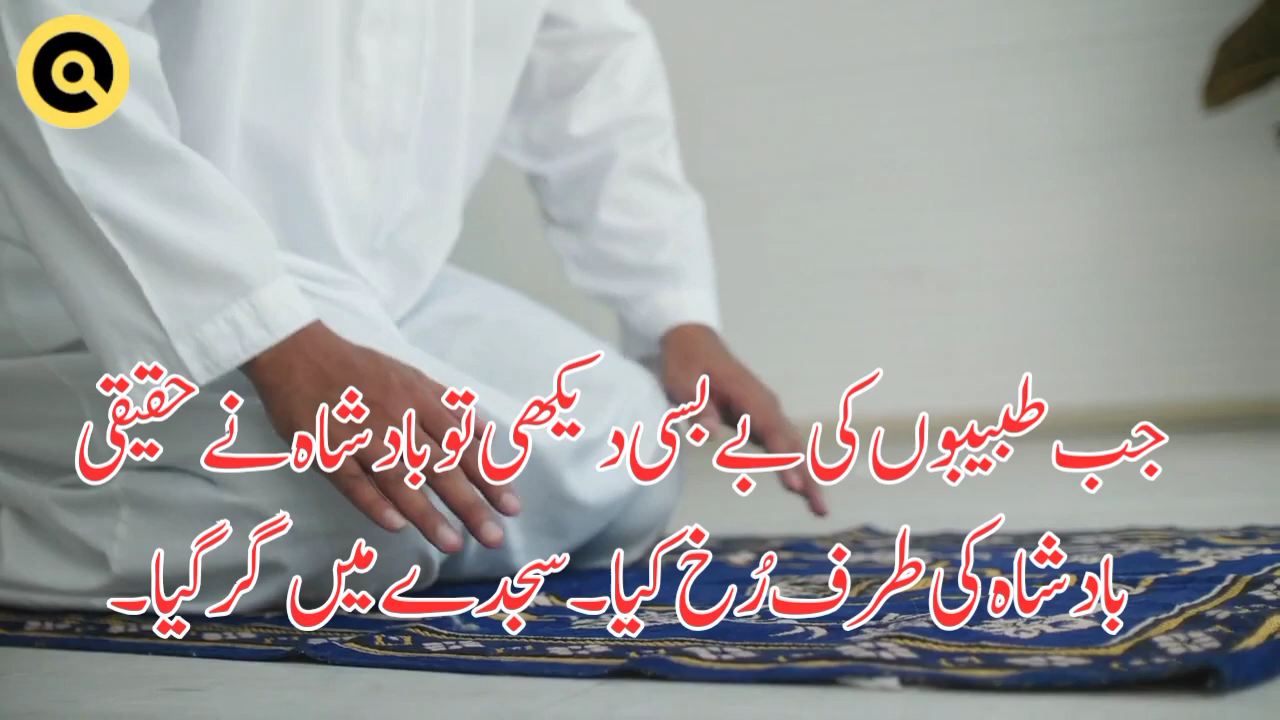 جب طبیبوں کی بے بسی دیکھی تو بادشاہ نے حقیقی
بادشاہ کی طرف رُخ کیا۔ سجدے میں گر گیا۔